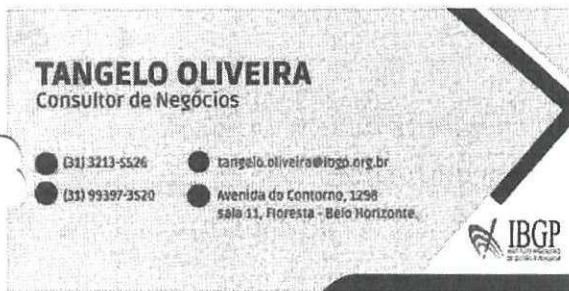 TANGELO OLIVEIRA
Consultor de Negócios
(31) 3213-5526
(31) 99397-3520
tangelo.oliveira@ibgp.org.br
Avenida do Contorno, 1298
sala 11, Floresta - Belo Horizonte.
IBGP